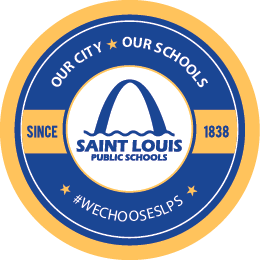 OUR CITY ★ OUR SCHOOLS
SINCE 1838
SAINT LOUIS
PUBLIC SCHOOLS
★ #WECHOOSESLPS ★